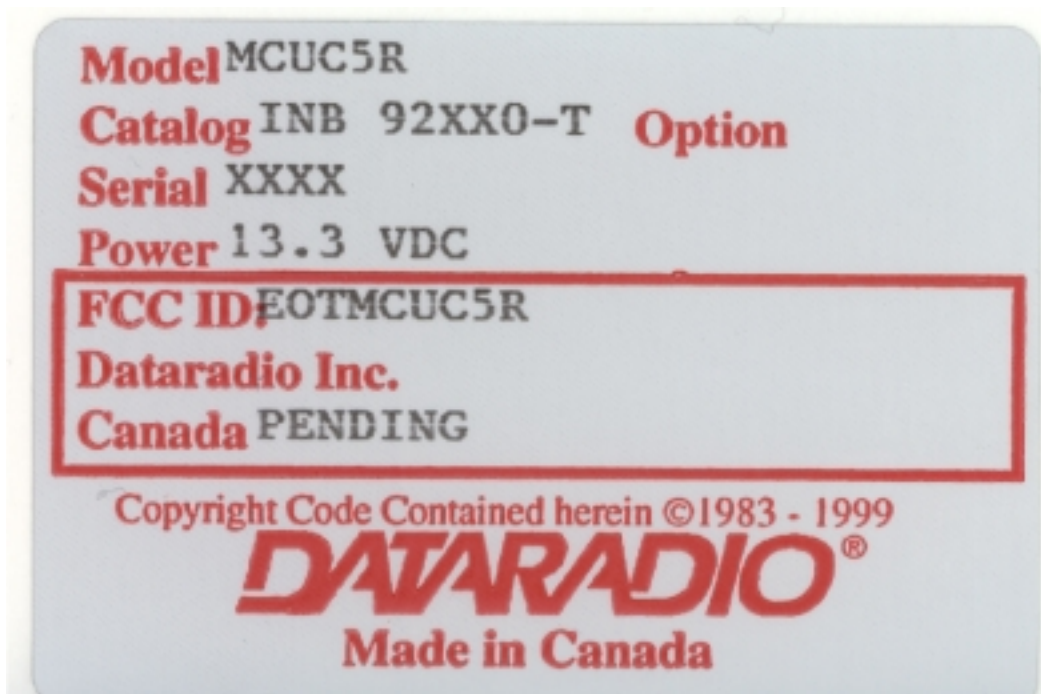 Model MCUC5R
Catalog INB 92XX0-T Option
Serial XXXX
Power 13.3 VDC
FCC ID: EOTMCUC5R
Dataradio Inc.
Canada PENDING
Copyright Code Contained herein ©1983 - 1999
DATARADIO®
Made in Canada